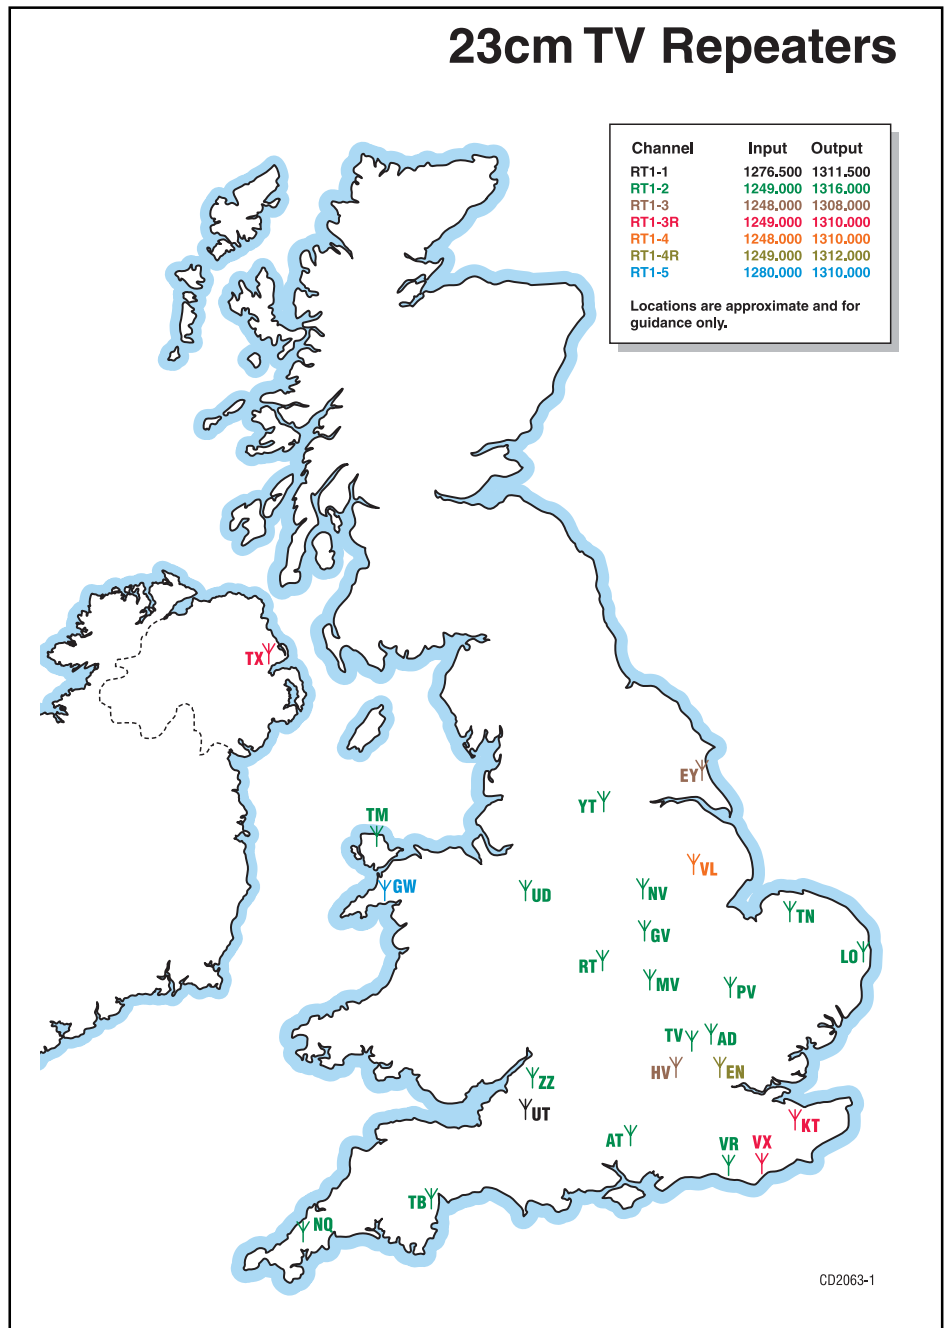 23cm TV Repeaters
Channel Input Output
RT1-1 1276.500 1311.500
RT1-2 1249.000 1316.000
RT1-3 1248.000 1308.000
RT1-3R 1249.000 1310.000
RT1-4 1248.000 1310.000
RT1-4R 1249.000 1312.000
RT1-5 1280.000 1310.000
Locations are approximate and for
guidance only.
TX
EY
YT
TM
VL
GW
UD
NV
TN
GV
LO
RT
MV
PV
TV
AD
HV
EN
ZZ
UT
KT
AT
VR
VX
TB
NQ
CD2063-1